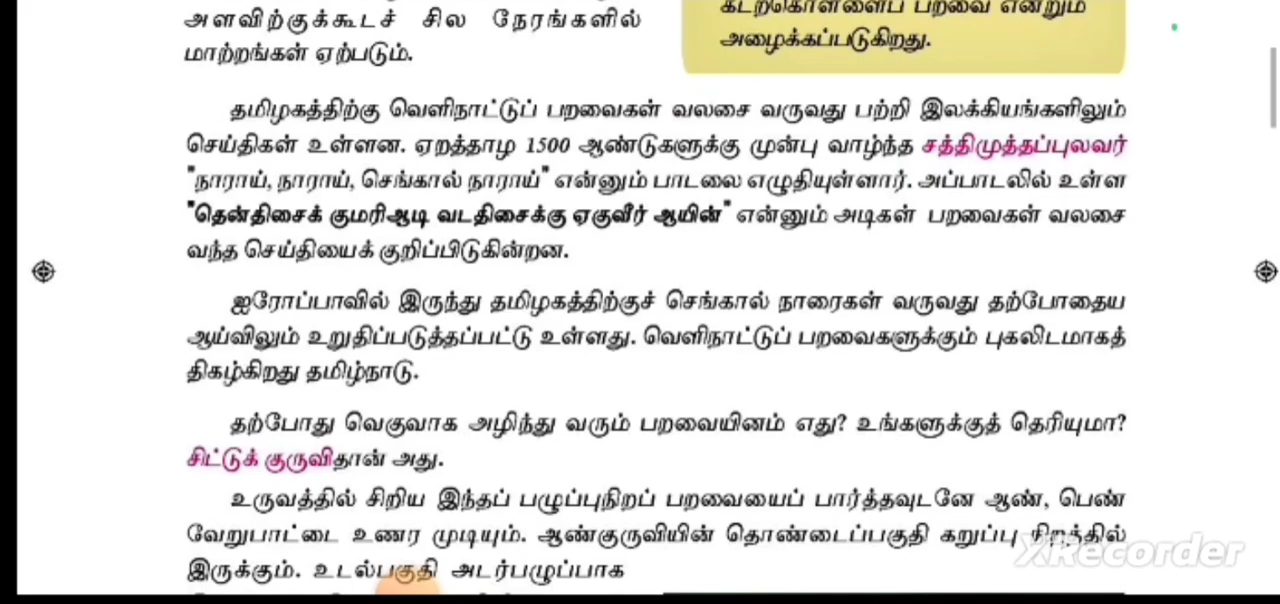 அளவிற்குக்கூடச் சில நேரங்களில்
மாற்றங்கள் ஏற்படும்.
கடற்கொள்ளைப் பறவை என்றும்
அழைக்கப்படுகிறது.
தமிழகத்திற்கு வெளிநாட்டுப் பறவைகள் வலசை வருவது பற்றி இலக்கியங்களிலும்
செய்திகள் உள்ளன. ஏறத்தாழ 1500 ஆண்டுகளுக்கு முன்பு வாழ்ந்த சத்திமுத்தப்புலவர்
"நாராய், நாராய், செங்கால் நாராய்" என்னும் பாடலை எழுதியுள்ளார். அப்பாடலில் உள்ள
"தென்திசைக் குமரிஆடி வடதிசைக்கு ஏகுவீர் ஆயின்" என்னும் அடிகள் பறவைகள் வலசை
வந்த செய்தியைக் குறிப்பிடுகின்றன.
ஐரோப்பாவில் இருந்து தமிழகத்திற்குச் செங்கால் நாரைகள் வருவது தற்போதைய
ஆய்விலும் உறுதிப்படுத்தப்பட்டு உள்ளது. வெளிநாட்டுப் பறவைகளுக்கும் புகலிடமாகத்
திகழ்கிறது தமிழ்நாடு.
தற்போது வெகுவாக அழிந்து வரும் பறவையினம் எது? உங்களுக்குத் தெரியுமா?
சிட்டுக் குருவிதான் அது.
உருவத்தில் சிறிய இந்தப் பழுப்புநிறப் பறவையைப் பார்த்தவுடனே ஆண், பெண்
வேறுபாட்டை உணர முடியும். ஆண்குருவியின் தொண்டைப்பகுதி கறுப்பு நிறத்தில்
இருக்கும். உடல்பகுதி அடர்பழுப்பாக
XRecorder